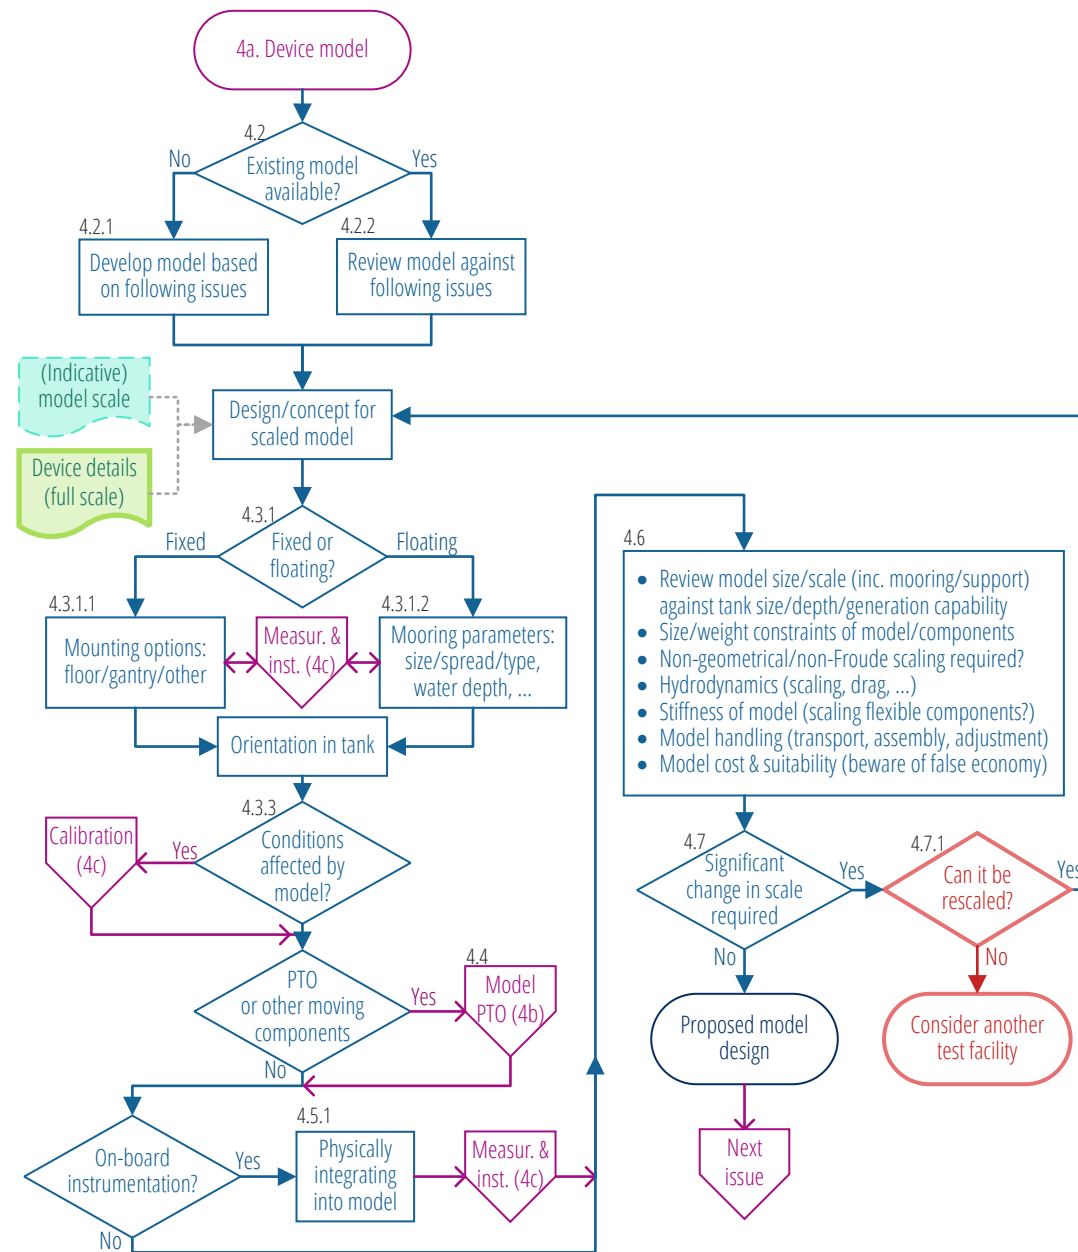 4a. Device model
4.2
No
Yes
Existing model
available?
4.2.1
4.2.2
Develop model based
on following issues
Review model against
following issues
(Indicative)
model scale
Device details
(full scale)
Design/concept for
scaled model
4.3.1
Fixed
Fixed or
floating?
Floating
4.3.1.1
4.3.1.2
Mounting options:
floor/gantry/other
Measur. &
inst. (4c)
Mooring parameters:
size/spread/type,
water depth, ...
Orientation in tank
4.3.3
Calibration
(4c)
Yes
Conditions
affected by
model?
4.4
PTO
or other moving
components
Yes
Model
PTO (4b)
No
4.5.1
On-board
instrumentation?
Yes
Physically
integrating
into model
Measur. &
inst. (4c)
No
4.6
• Review model size/scale (inc. mooring/support)
against tank size/depth/generation capability
• Size/weight constraints of model/components
• Non-geometrical/non-Froude scaling required?
• Hydrodynamics (scaling, drag, ...)
• Stiffness of model (scaling flexible components?)
• Model handling (transport, assembly, adjustment)
• Model cost & suitability (beware of false economy)
4.7
Significant
change in scale
required
Yes
4.7.1
Can it be
rescaled?
Yes
No
No
Proposed model
design
Consider another
test facility
Next
issue